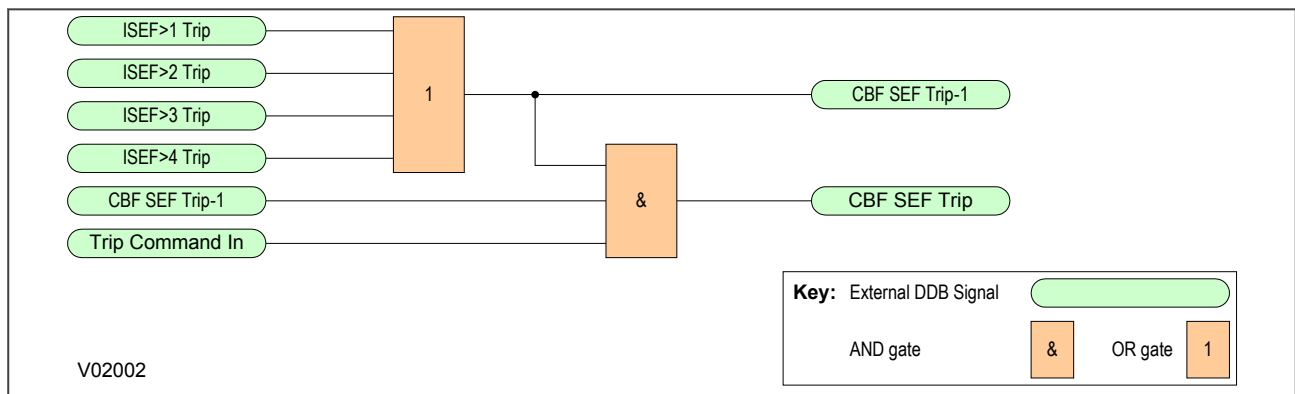 ISEF>1 Trip
ISEF>2 Trip
ISEF>3 Trip
ISEF>4 Trip
CBF SEF Trip-1
Trip Command In
1
&
CBF SEF Trip-1
CBF SEF Trip
Key: External DDB Signal
AND gate & OR gate 1
V02002